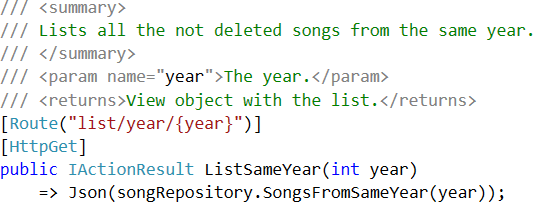 /// <summary>
/// Lists all the not deleted songs from the same year.
/// </summary>
/// <param name="year">The year.</param>
/// <returns>View object with the list.</returns>
[Route("list/year/{year}")]
[HttpGet]
public IActionResult ListSameYear(int year)
    => Json(songRepository.SongsFromSameYear(year));